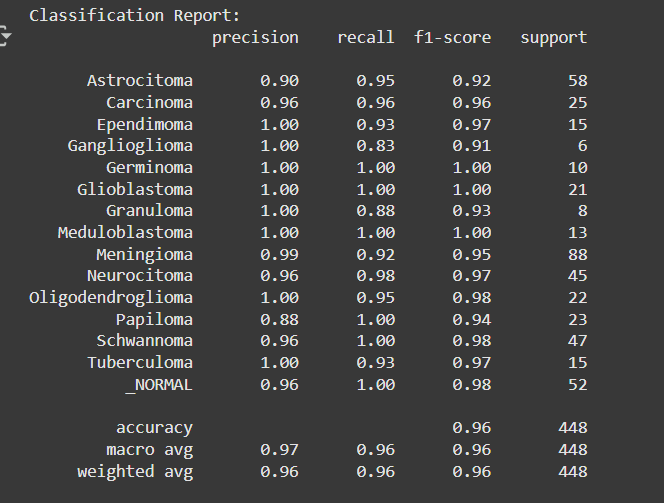 Classification Report:
precision recall f1-score support
Astrocitoma 0.90 0.95 0.92 58
Carcinoma 0.96 0.96 0.96 25
Ependimoma 1.00 0.93 0.97 15
Ganglioglioma 1.00 0.83 0.91 6
Germinoma 1.00 1.00 1.00 10
Glioblastoma 1.00 1.00 1.00 21
Granuloma 1.00 0.88 0.93 8
Meduloblastoma 1.00 1.00 1.00 13
Meningioma 0.99 0.92 0.95 88
Neurocitoma 0.96 0.98 0.97 45
Oligodendroglioma 1.00 0.95 0.98 22
Papiloma 0.88 1.00 0.94 23
Schwannoma 0.96 1.00 0.98 47
Tuberculoma 1.00 0.93 0.97 15
_NORMAL 0.96 1.00 0.98 52
accuracy 0.96 448
macro avg 0.97 0.96 0.96 448
weighted avg 0.96 0.96 0.96 448